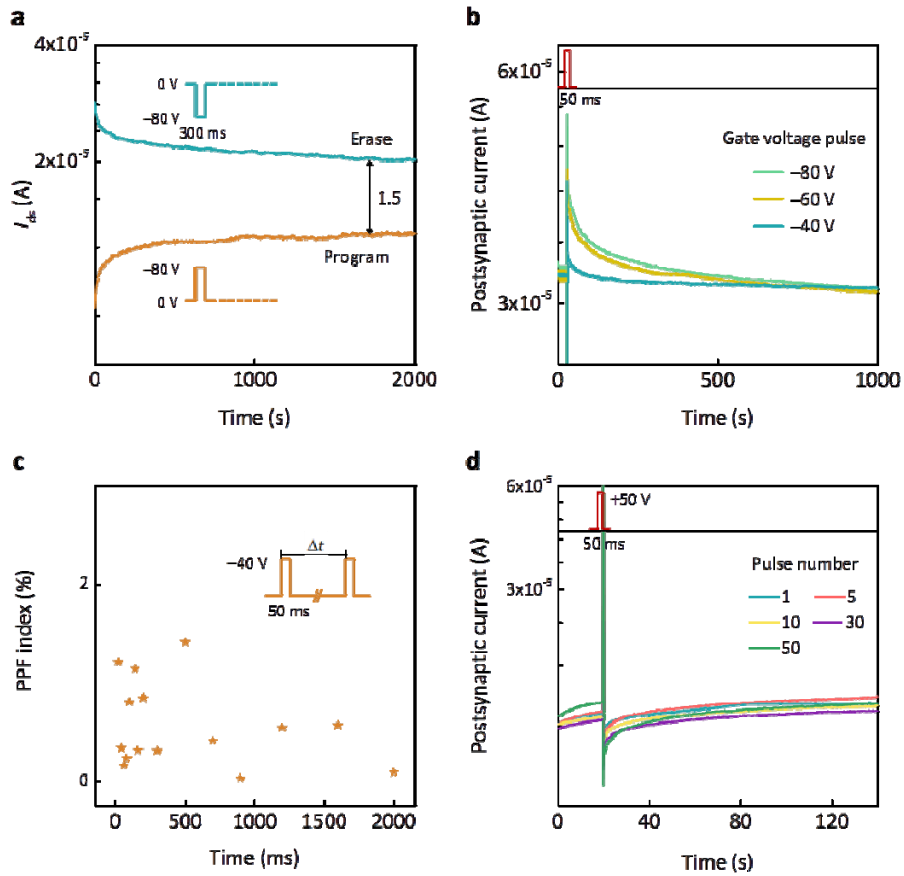 a
4x10⁻⁵
2x10⁻⁵
I_ds (A)
0 V
−80 V
300 ms
Erase
1.5
Program
−80 V
0 V
0
1000
2000
Time (s)
b
6x10⁻⁵
3x10⁻⁵
Postsynaptic current (A)
50 ms
Gate voltage pulse
−80 V
−60 V
−40 V
0
500
1000
Time (s)
c
2
0
PPF index (%)
−40 V
Δt
50 ms
0
500
1000
1500
2000
Time (ms)
d
6x10⁻⁵
3x10⁻⁵
Postsynaptic current (A)
+50 V
50 ms
Pulse number
1
5
10
30
50
0
40
80
120
Time (s)